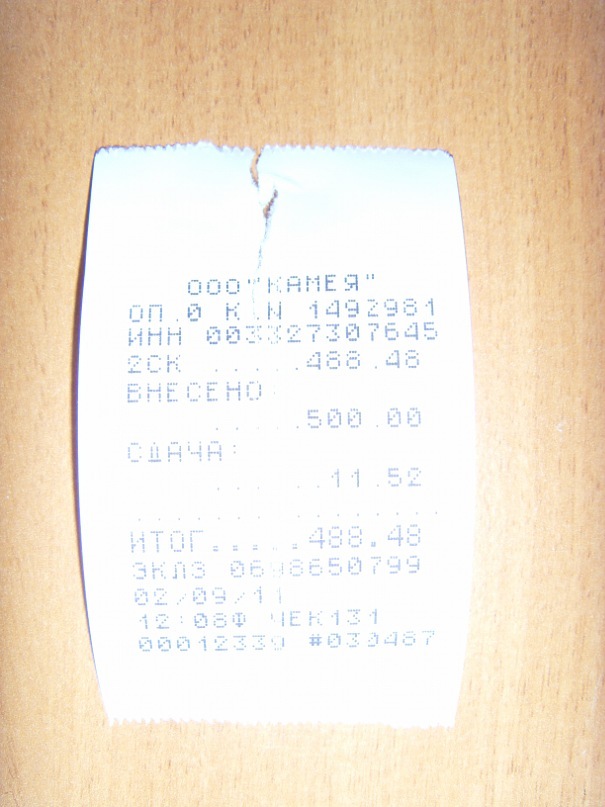 ООО"КАМЕЯ"
ОП.0 К.N 1492981
ИНН 003327307645
2СК ......488.48
ВНЕСЕНО:
......500.00
СДАЧА:
......11.52
................
ИТОГ.....488.48
ЭКЛЗ 0698650799
02/09/11
12:08Ф ЧЕК131
00012339 #030487